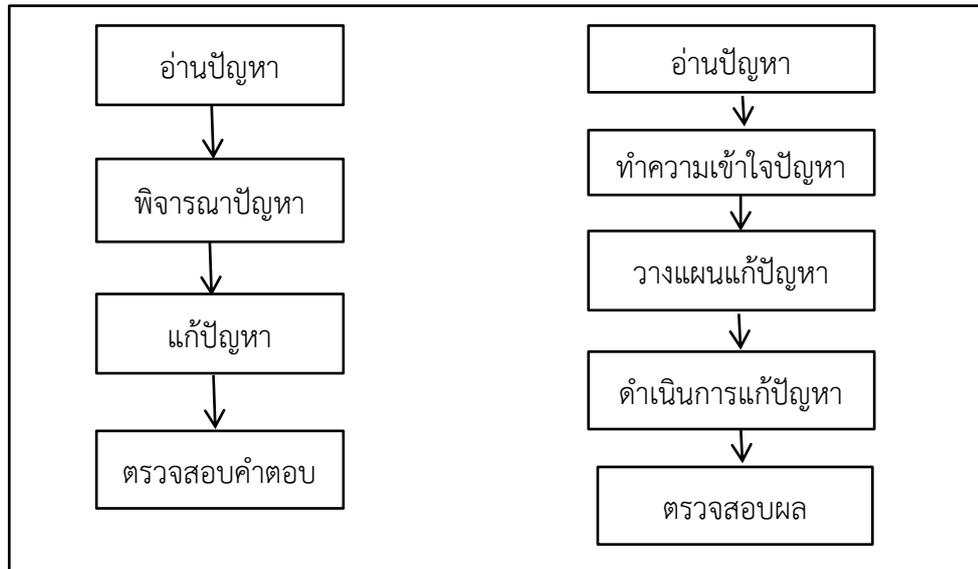 อ่านปัญหา
พิจารณาปัญหา
แก้ปัญหา
ตรวจสอบคำตอบ
อ่านปัญหา
ทำความเข้าใจปัญหา
วางแผนแก้ปัญหา
ดำเนินการแก้ปัญหา
ตรวจสอบผล